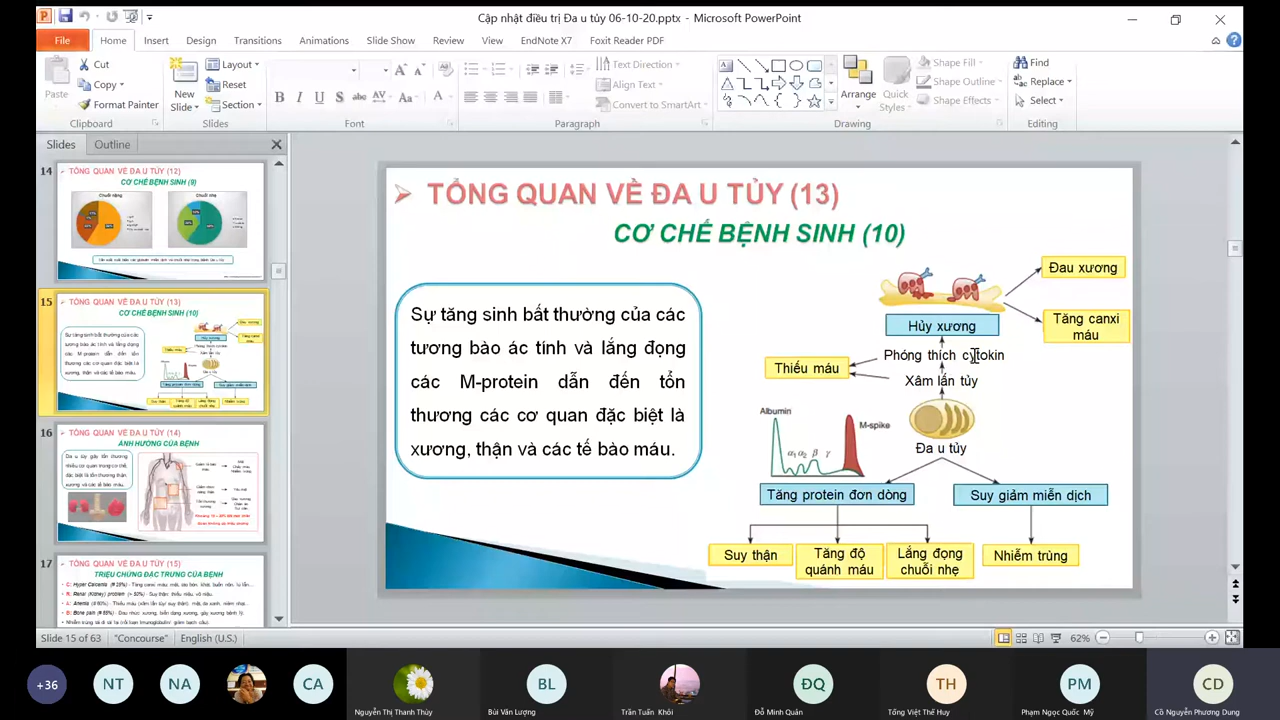 Cập nhật điều trị Đa u tủy 06-10-20.pptx - Microsoft PowerPoint
File Home Insert Design Transitions Animations Slide Show Review View EndNote X7 Foxit Reader PDF
Paste
Cut
Copy
Format Painter
Clipboard
New
Slide
Layout
Reset
Section
Slides
Font
Text Direction
Align Text
Convert to SmartArt
Paragraph
Arrange
Quick
Styles
Shape Fill
Shape Outline
Shape Effects
Drawing
Find
Replace
Select
Editing
Slides Outline
14
TỔNG QUAN VỀ ĐA U TỦY (12)
CƠ CHẾ BỆNH SINH (9)
Chuỗi nặng
Chuỗi nhẹ
15
TỔNG QUAN VỀ ĐA U TỦY (13)
CƠ CHẾ BỆNH SINH (10)
16
TỔNG QUAN VỀ ĐA U TỦY (14)
ẢNH HƯỞNG CỦA BỆNH
17
TỔNG QUAN VỀ ĐA U TỦY (15)
TRIỆU CHỨNG ĐẶC TRƯNG CỦA BỆNH
TỔNG QUAN VỀ ĐA U TỦY (13)
CƠ CHẾ BỆNH SINH (10)
Sự tăng sinh bất thường của các
tương bào ác tính và lắng đọng
các M-protein dẫn đến tổn
thương các cơ quan đặc biệt là
xương, thận và các tế bào máu.
Đau xương
Tăng canxi
máu
Hủy xương
Phóng thích cytokin
Thiếu máu
Xâm lấn tủy
Albumin
M-spike
α₁ α₂ β γ
Đa u tủy
Tăng protein đơn dòng
Suy giảm miễn dịch
Suy thận
Tăng độ
quánh máu
Lắng đọng
chuỗi nhẹ
Nhiễm trùng
Slide 15 of 63 "Concourse" English (U.S.) 62%
+36 NT NA CA BL ĐQ TH PM CD
Nguyễn Thị Thanh Thủy
Bùi Văn Lượng
Trần Tuấn Khôi
Đỗ Minh Quân
Tống Việt Thế Huy
Phạm Ngọc Quốc Mỹ
Cò Nguyễn Phương Dung